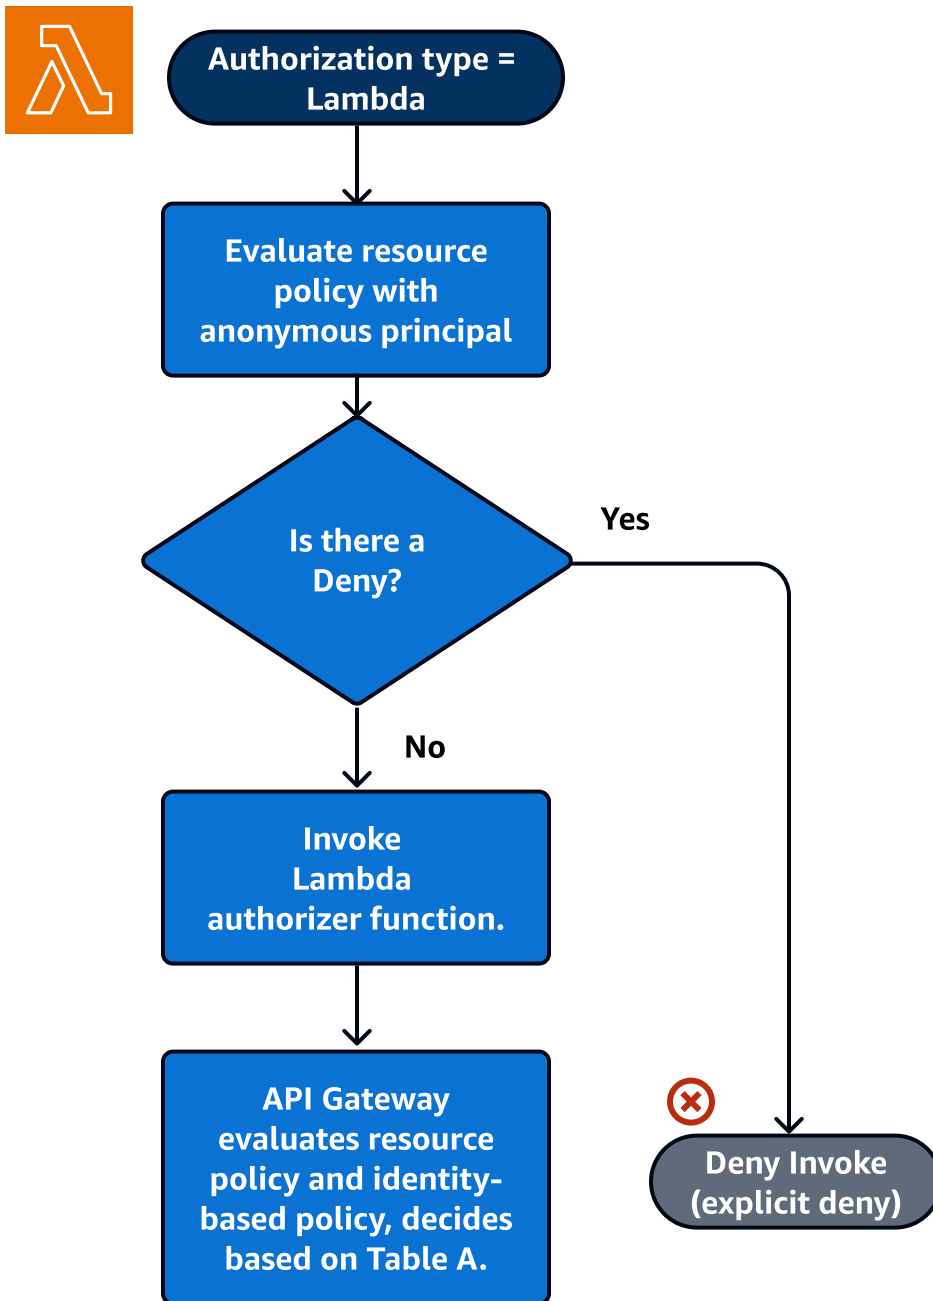 Authorization type =
Lambda
Evaluate resource
policy with
anonymous principal
Is there a
Deny?
Yes
No
Invoke
Lambda
authorizer function.
API Gateway
evaluates resource
policy and identity-
based policy, decides
based on Table A.
Deny Invoke
(explicit deny)